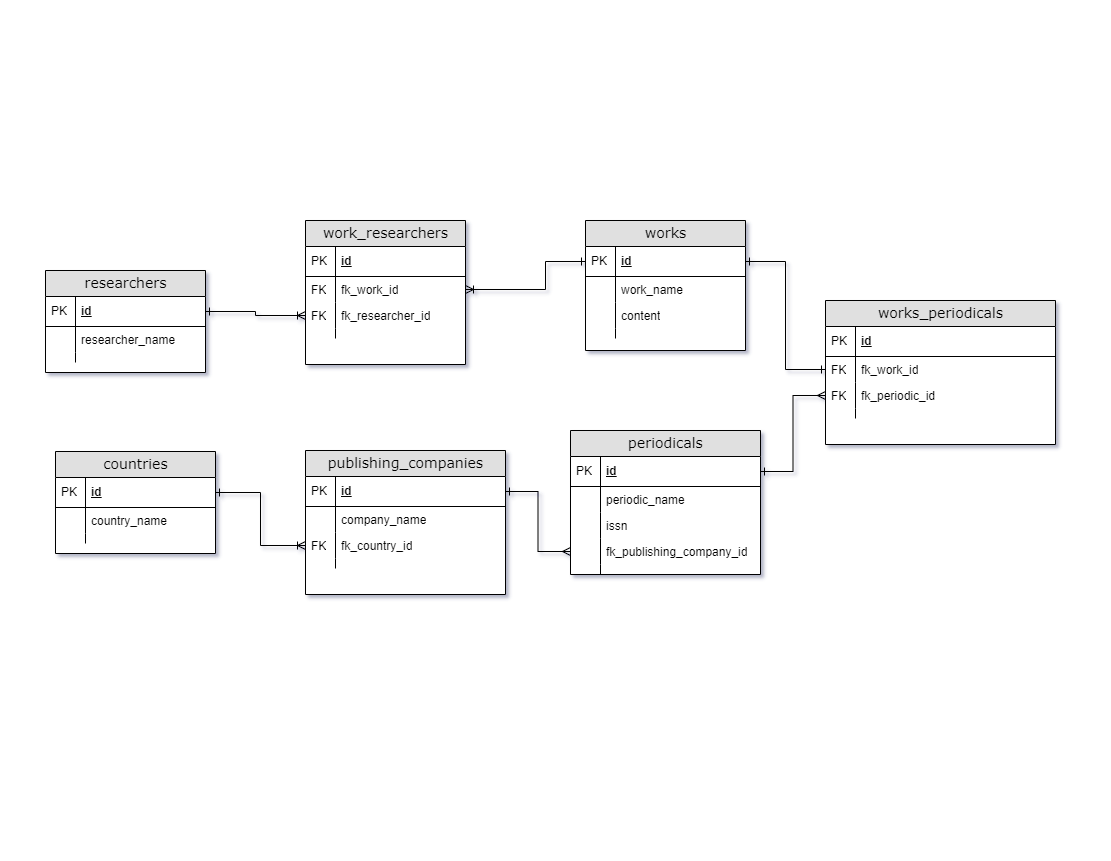 researchers
PK id
researcher_name
work_researchers
PK id
FK fk_work_id
FK fk_researcher_id
works
PK id
work_name
content
works_periodicals
PK id
FK fk_work_id
FK fk_periodic_id
countries
PK id
country_name
publishing_companies
PK id
company_name
FK fk_country_id
periodicals
PK id
periodic_name
issn
fk_publishing_company_id